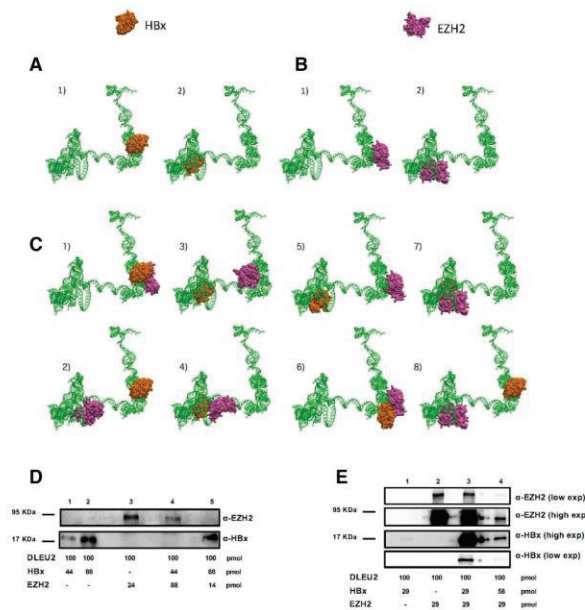 HBx
EZH2
A
B
1)
2)
1)
2)
C
1)
3)
5)
7)
2)
4)
6)
8)
D
1 2 3 4 5
95 KDa
α-EZH2
17 KDa
α-HBx
DLEU2 100 100 100 100 100 pmol
HBx 44 88 - 44 88 pmol
EZH2 - - 24 88 14 pmol
E
1 2 3 4
α-EZH2 (low exp)
95 KDa
α-EZH2 (high exp)
17 KDa
α-HBx (high exp)
α-HBx (low exp)
DLEU2 100 100 100 100 pmol
HBx 29 - 29 58 pmol
EZH2 - 29 29 29 pmol